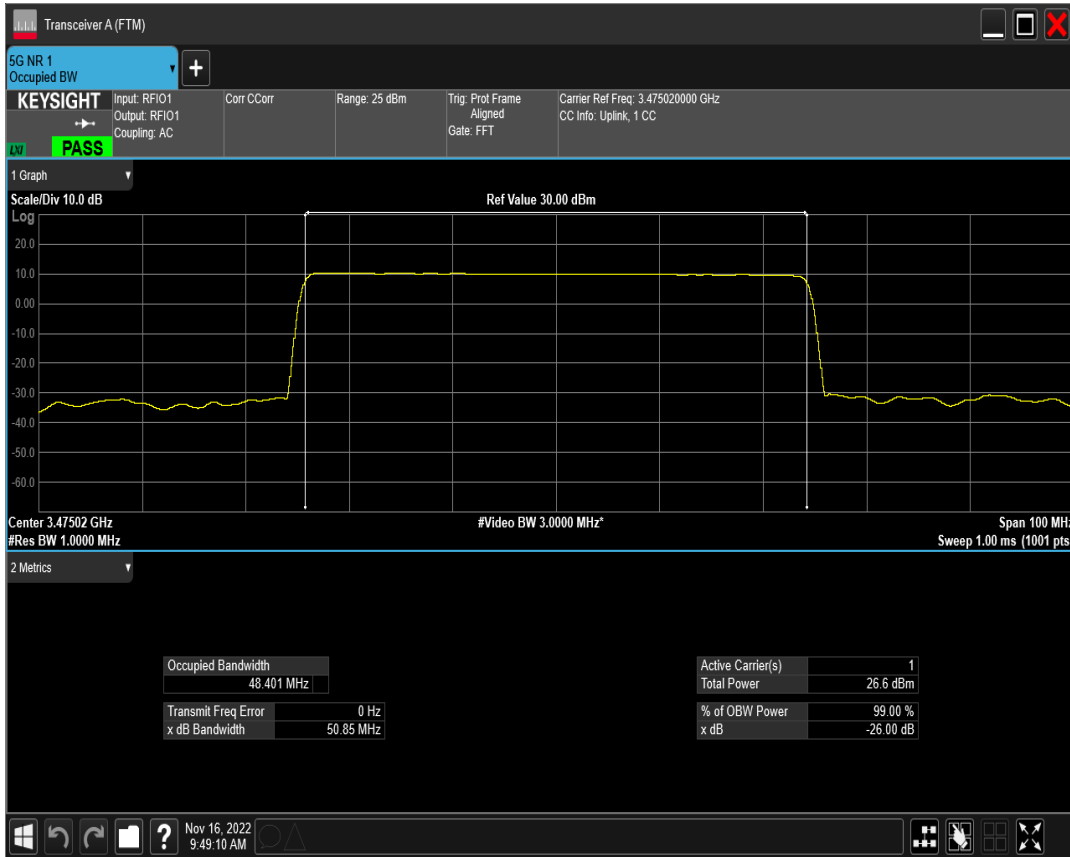 Transceiver A (FTM)
5G NR 1
Occupied BW
+
KEYSIGHT
LXI
PASS
Input: RFIO1
Output: RFIO1
Coupling: AC
Corr CCorr
Range: 25 dBm
Trig: Prot Frame
Aligned
Gate: FFT
Carrier Ref Freq: 3.475020000 GHz
CC Info: Uplink, 1 CC
1 Graph
Scale/Div 10.0 dB
Ref Value 30.00 dBm
Log
20.0
10.0
0.00
-10.0
-20.0
-30.0
-40.0
-50.0
-60.0
Center 3.47502 GHz
#Video BW 3.0000 MHz*
Span 100 MHz
#Res BW 1.0000 MHz
Sweep 1.00 ms (1001 pts
2 Metrics
Occupied Bandwidth
48.401 MHz
Transmit Freq Error 0 Hz
x dB Bandwidth 50.85 MHz
Active Carrier(s) 1
Total Power 26.6 dBm
% of OBW Power 99.00 %
x dB -26.00 dB
?
Nov 16, 2022
9:49:10 AM